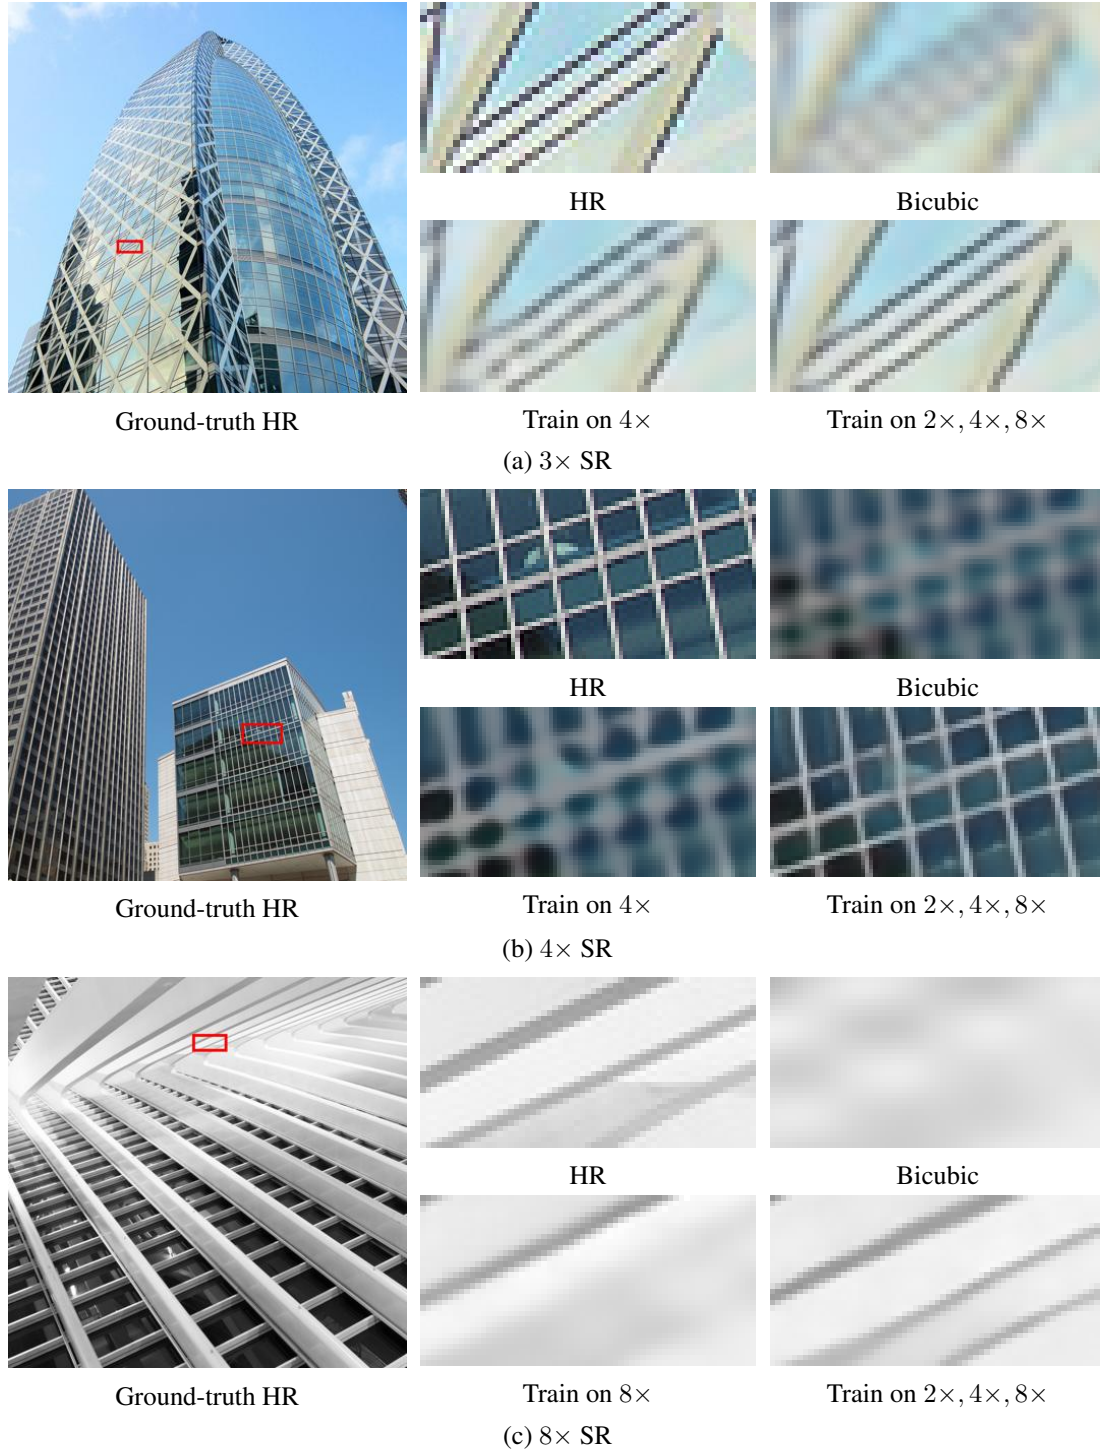 HR
Bicubic
Ground-truth HR
Train on 4×
Train on 2×, 4×, 8×
(a) 3× SR
HR
Bicubic
Ground-truth HR
Train on 4×
Train on 2×, 4×, 8×
(b) 4× SR
HR
Bicubic
Ground-truth HR
Train on 8×
Train on 2×, 4×, 8×
(c) 8× SR